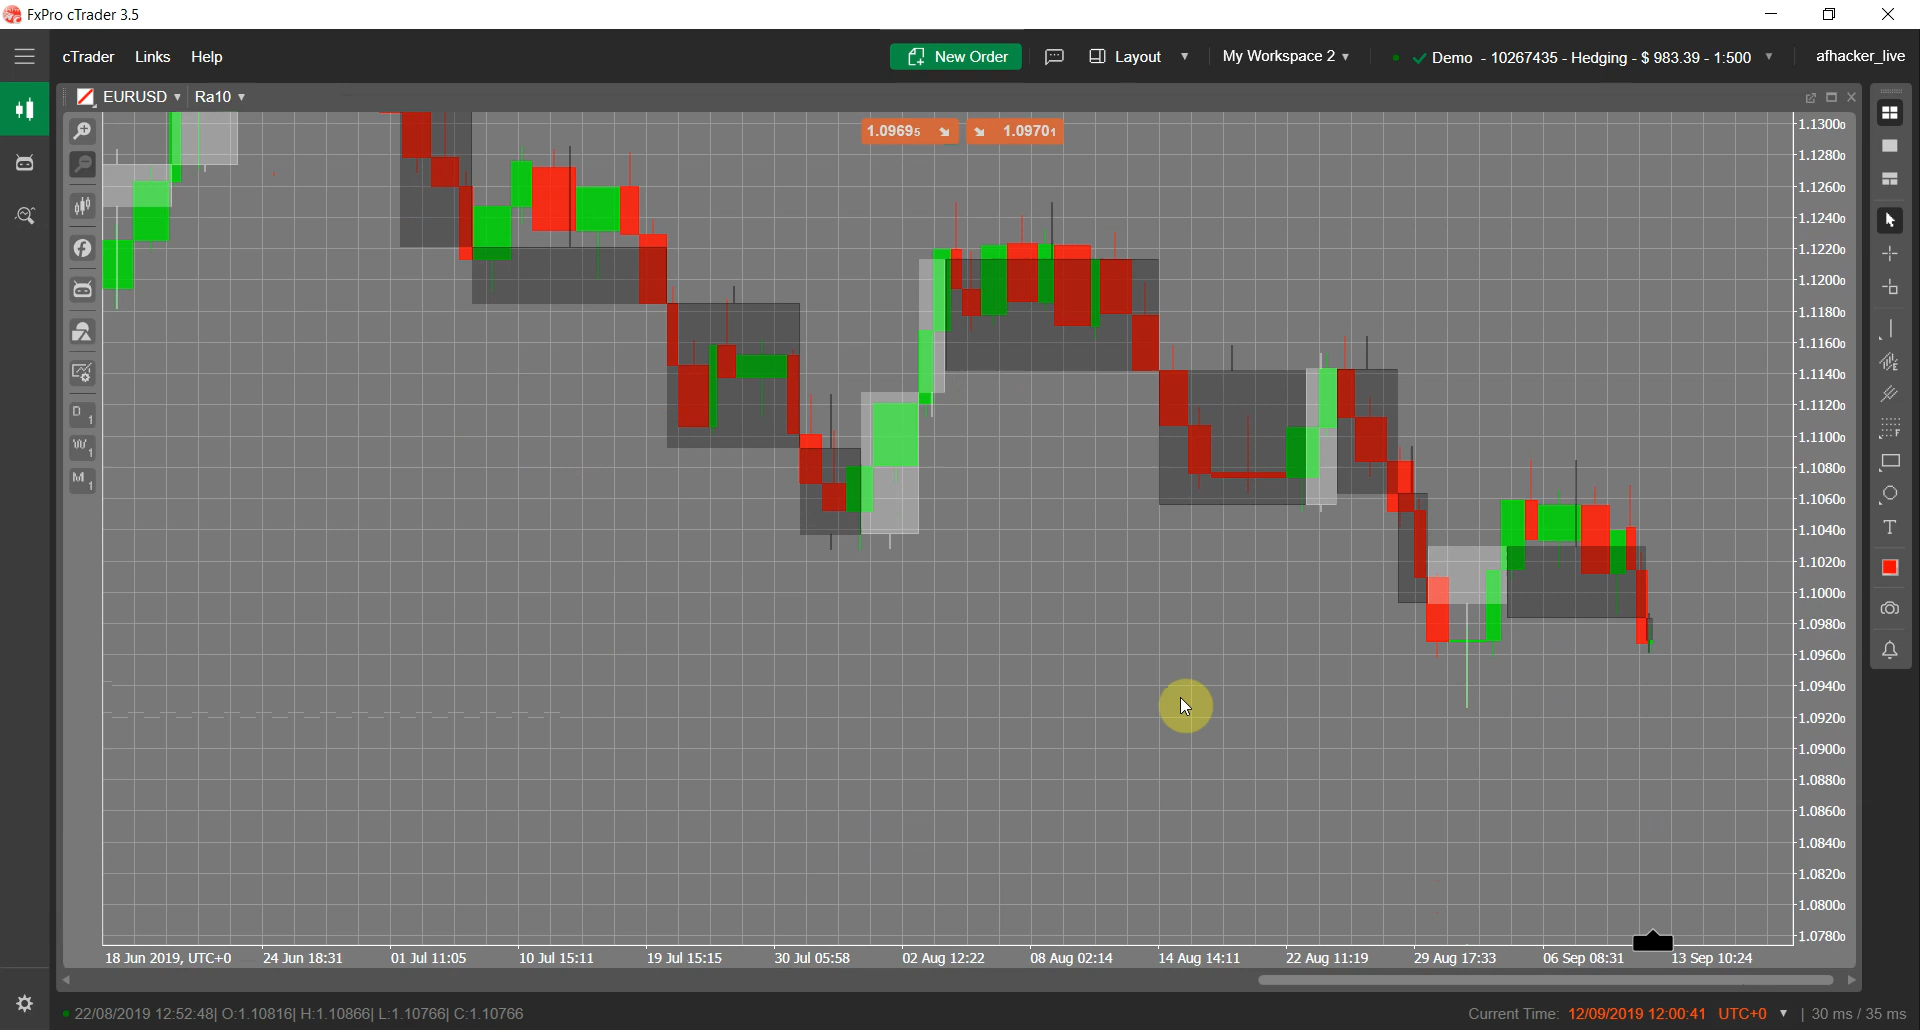 FxPro cTrader 3.5
cTrader Links Help
New Order
Layout
My Workspace 2
Demo - 10267435 - Hedging - $ 983.39 - 1:500
afhacker_live
EURUSD Ra10
1.09695 1.09701
D 1
W 1
M 1
E
F
T
1.13000
1.12800
1.12600
1.12400
1.12200
1.12000
1.11800
1.11600
1.11400
1.11200
1.11000
1.10800
1.10600
1.10400
1.10200
1.10000
1.09800
1.09600
1.09400
1.09200
1.09000
1.08800
1.08600
1.08400
1.08200
1.08000
1.07800
18 Jun 2019, UTC+0 24 Jun 18:31 01 Jul 11:05 10 Jul 15:11 19 Jul 15:15 30 Jul 05:58 02 Aug 12:22 08 Aug 02:14 14 Aug 14:11 22 Aug 11:19 29 Aug 17:33 06 Sep 08:31 13 Sep 10:24
22/08/2019 12:52:48| O:1.10816| H:1.10866| L:1.10766| C:1.10766
Current Time: 12/09/2019 12:00:41 UTC+0 | 30 ms / 35 ms